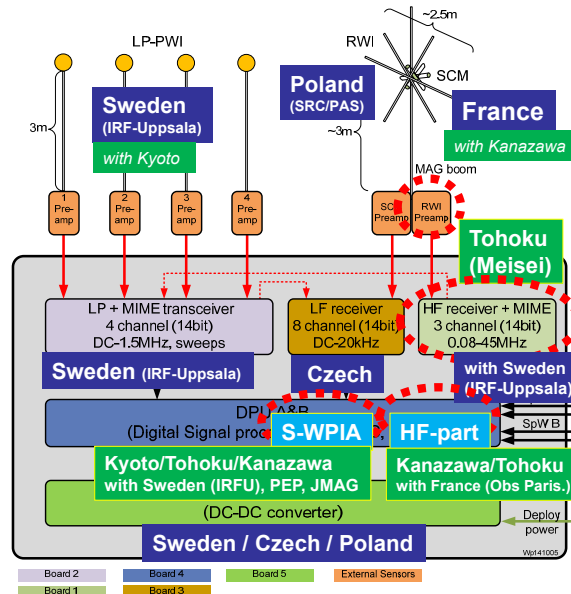 ~2.5m
LP-PWI
RWI
SCM
Poland
(SRC/PAS)
Sweden
(IRF-Uppsala)
with Kyoto
France
with Kanazawa
3m
~3m
MAG boom
1
Pre-
amp
2
Pre-
amp
3
Pre-
amp
4
Pre-
amp
Preamp
RWI
Preamp
Tohoku
(Meisei)
LP + MIME transceiver
4 channel (14bit)
DC-1.5MHz, sweeps
LF receiver
8 channel (14bit)
DC-20kHz
HF receiver + MIME
3 channel (14bit)
0.08-45MHz
Sweden (IRF-Uppsala)
Czech
with Sweden
(IRF-Uppsala)
DPU A&B
(Digital Signal
S-WPIA
HF-part
SpW B
Kyoto/Tohoku/Kanazawa
with Sweden (IRFU), PEP, JMAG
Kanazawa/Tohoku
with France (Obs Paris.)
(DC-DC converter)
Deploy
power
Sweden / Czech / Poland
Wp141005
Board 2
Board 4
Board 5
External Sensors
Board 1
Board 3